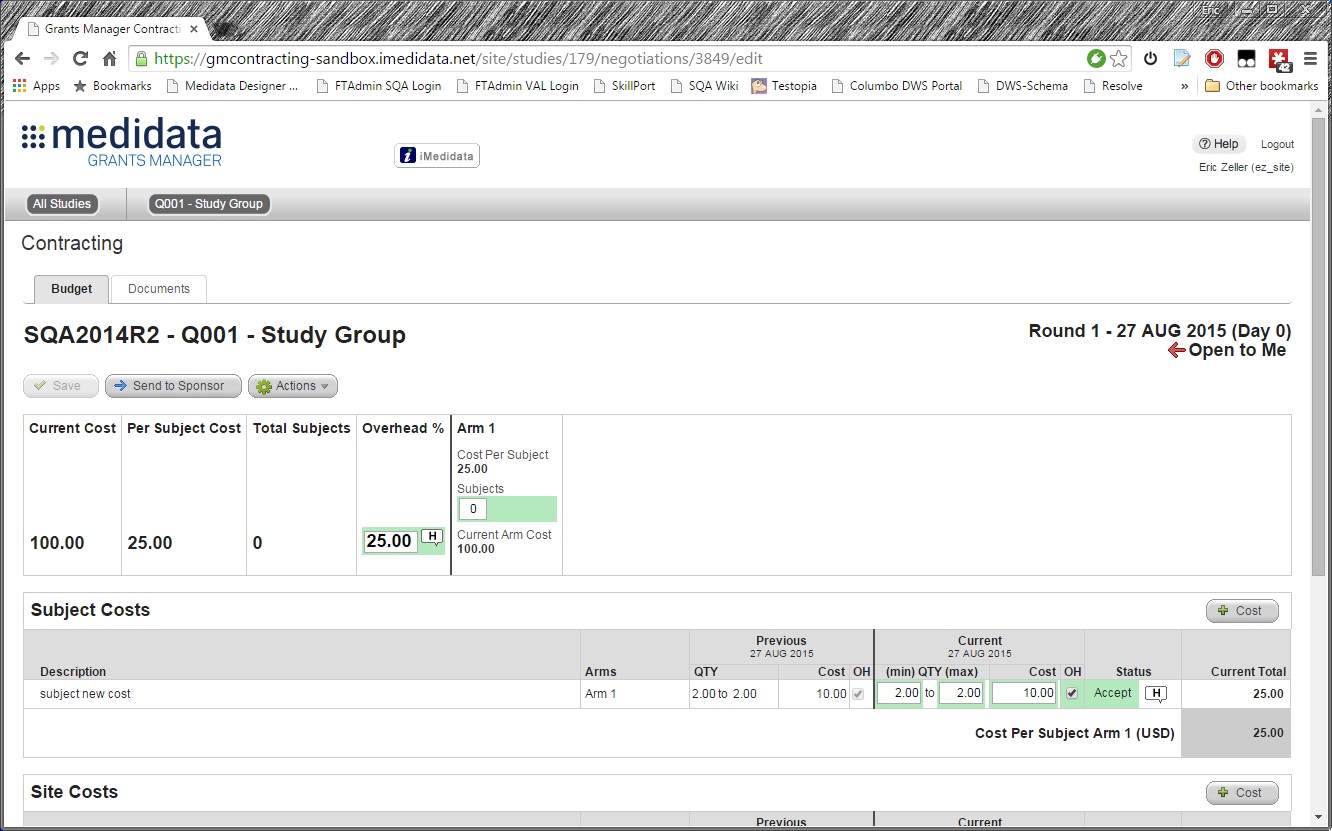 Eric
Grants Manager Contracti
https://gmcontracting-sandbox.imedidata.net/site/studies/179/negotiations/3849/edit
42
Apps Bookmarks Medidata Designer ... FTAdmin SQA Login FTAdmin VAL Login SkillPort SQA Wiki Testopia Columbo DWS Portal DWS-Schema Resolve » Other bookmarks
medidata
GRANTS MANAGER
iMedidata
? Help Logout
Eric Zeller (ez_site)
All Studies Q001 - Study Group
Contracting
Budget Documents
SQA2014R2 - Q001 - Study Group
Round 1 - 27 AUG 2015 (Day 0)
Open to Me
Save Send to Sponsor Actions
Current Cost Per Subject Cost Total Subjects Overhead % Arm 1
Cost Per Subject
25.00
Subjects
0
Current Arm Cost
100.00
100.00 25.00 0 25.00 H
Subject Costs
Cost
Previous Current
27 AUG 2015 27 AUG 2015
Description Arms QTY Cost OH (min) QTY (max) Cost OH Status Current Total
subject new cost Arm 1 2.00 to 2.00 10.00 2.00 to 2.00 10.00 Accept H 25.00
Cost Per Subject Arm 1 (USD) 25.00
Site Costs
Cost
Previous Current